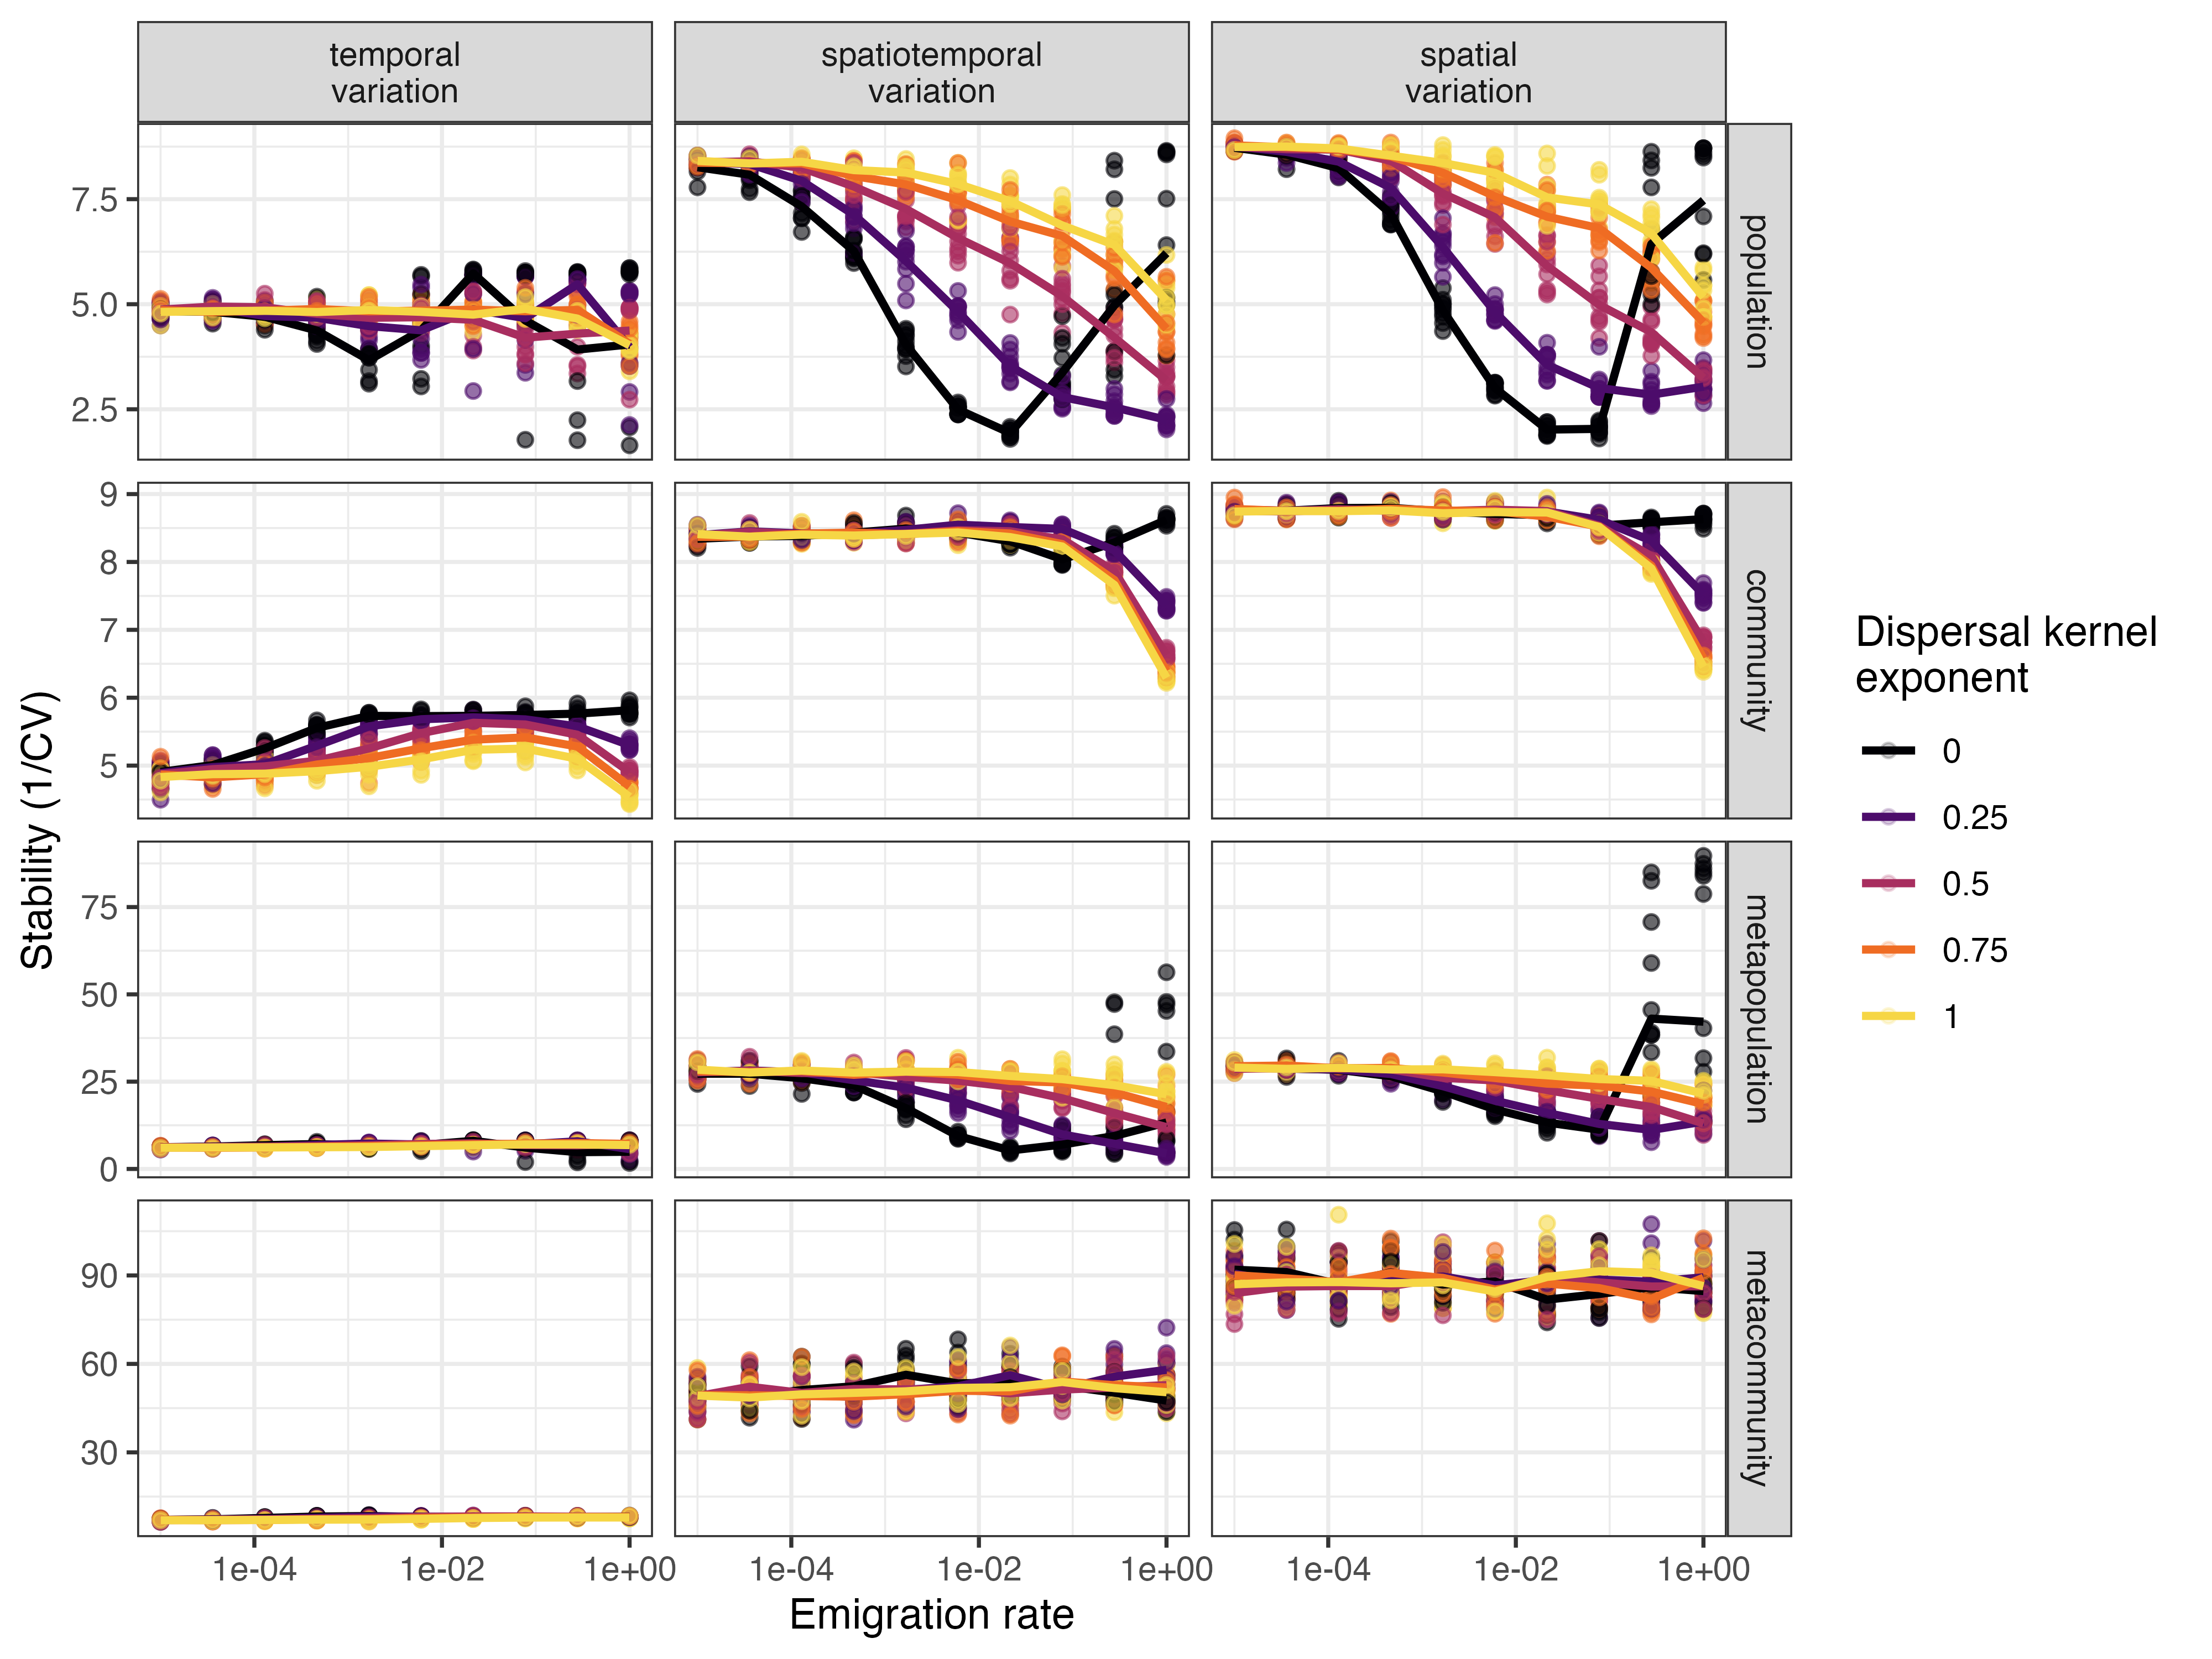 temporal
variation
spatiotemporal
variation
spatial
variation
7.5
5.0
2.5
population
9
8
7
6
5
community
75
50
25
0
metapopulation
90
60
30
metacommunity
1e-04
1e-02
1e+00
1e-04
1e-02
1e+00
1e-04
1e-02
1e+00
Emigration rate
Stability (1/CV)
Dispersal kernel
exponent
0
0.25
0.5
0.75
1